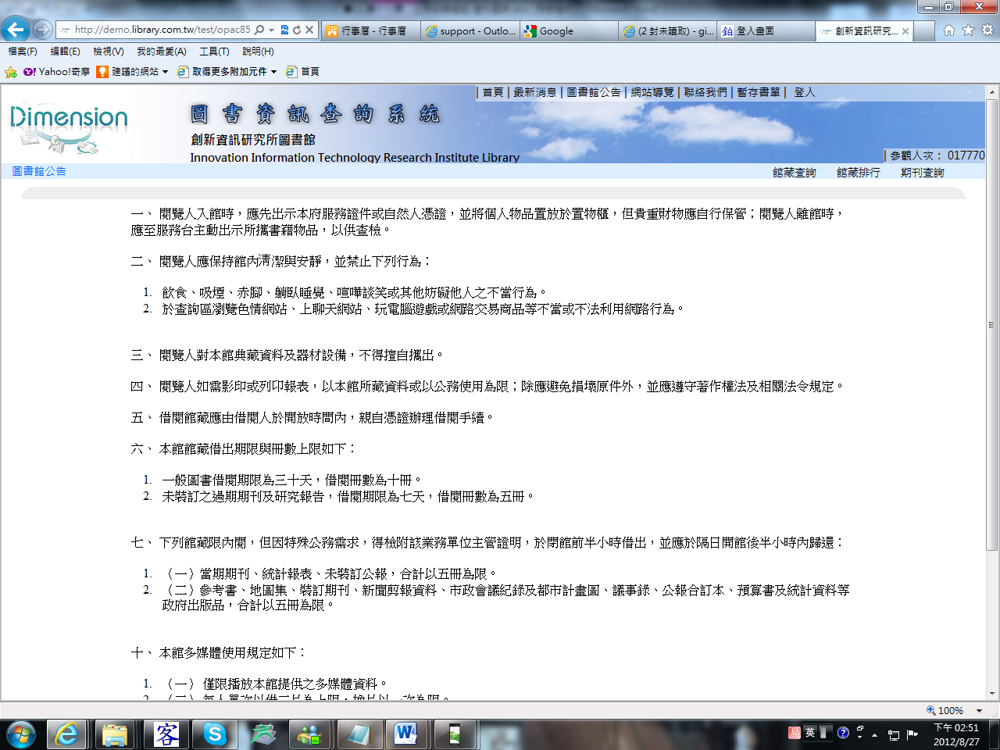 http://demo.library.com.tw/test/opac85
行事曆 - 行事曆
support - Outlo...
Google
(2 封未讀取) - gi...
登入畫面
創新資訊研究...
檔案(F) 編輯(E) 檢視(V) 我的最愛(A) 工具(T) 說明(H)
Yahoo!奇摩 建議的網站 取得更多附加元件 首頁
| 首頁 | 最新消息 | 圖書館公告 | 網站導覽 | 聯絡我們 | 暫存書單 | 登入
Dimension
圖書資訊查詢系統
創新資訊研究所圖書館
Innovation Information Technology Research Institute Library
| 參觀人次： 017770
圖書館公告
館藏查詢 館藏排行 期刊查詢
一、 閱覽人入館時，應先出示本府服務證件或自然人憑證，並將個人物品置放於置物櫃，但貴重財物應自行保管；閱覽人離館時，
應至服務台主動出示所攜書籍物品，以供查檢。
二、 閱覽人應保持館內清潔與安靜，並禁止下列行為：
1. 飲食、吸煙、赤腳、躺臥睡覺、喧嘩談笑或其他妨礙他人之不當行為。
2. 於查詢區瀏覽色情網站、上聊天網站、玩電腦遊戲或網路交易商品等不當或不法利用網路行為。
三、 閱覽人對本館典藏資料及器材設備，不得擅自攜出。
四、 閱覽人如需影印或列印報表，以本館所藏資料或以公務使用為限；除應避免損壞原件外，並應遵守著作權法及相關法令規定。
五、 借閱館藏應由借閱人於開放時間內，親自憑證辦理借閱手續。
六、 本館館藏借出期限與冊數上限如下：
1. 一般圖書借閱期限為三十天，借閱冊數為十冊。
2. 未裝訂之過期期刊及研究報告，借閱期限為七天，借閱冊數為五冊。
七、 下列館藏限內閱，但因特殊公務需求，得檢附該業務單位主管證明，於閉館前半小時借出，並應於隔日開館後半小時內歸還：
1. （一）當期期刊、統計報表、未裝訂公報，合計以五冊為限。
2. （二）參考書、地圖集、裝訂期刊、新聞剪報資料、市政會議紀錄及都市計畫圖、議事錄、公報合訂本、預算書及統計資料等
政府出版品，合計以五冊為限。
十、 本館多媒體使用規定如下：
1. （一） 僅限播放本館提供之多媒體資料。
2. （二） 每人單次以借三片為上限，換片以一次為限。
100%
客
易 英
下午 02:51
2012/8/27